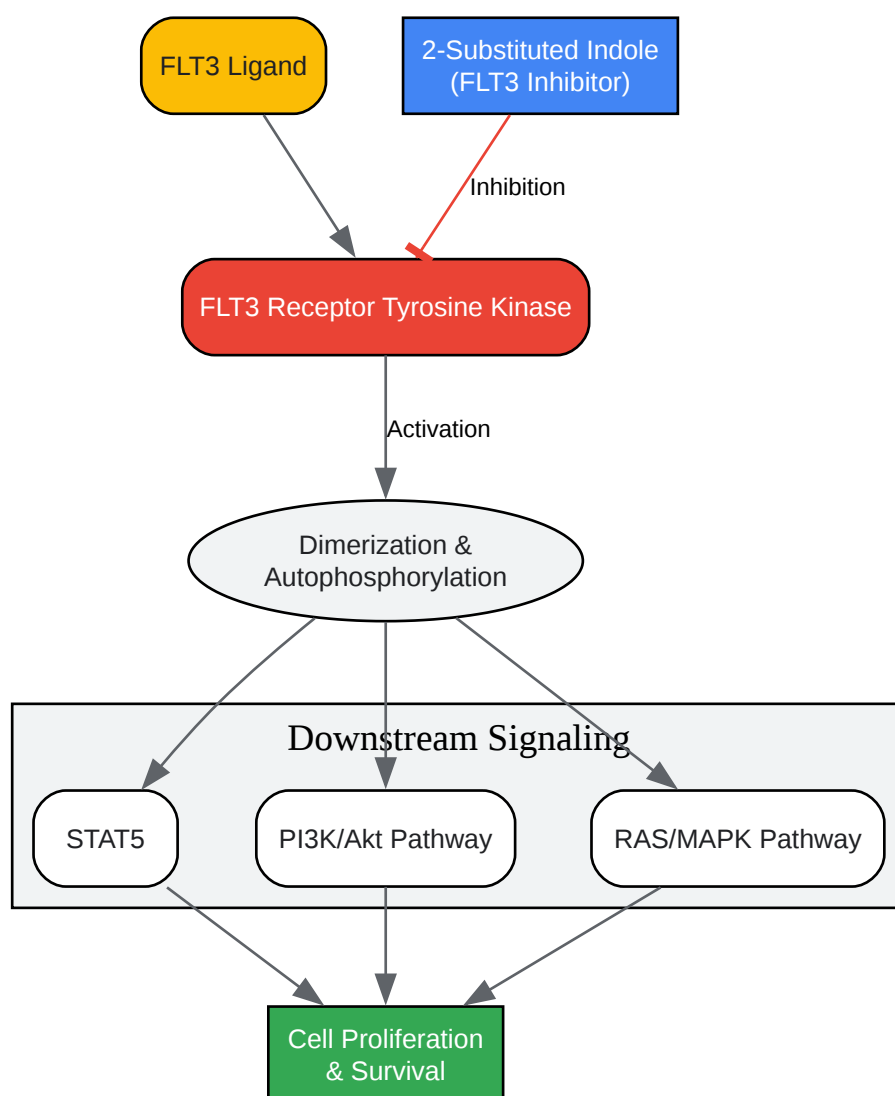 FLT3 Ligand
2-Substituted Indole
(FLT3 Inhibitor)
Inhibition
FLT3 Receptor Tyrosine Kinase
Activation
Dimerization &
Autophosphorylation
Downstream Signaling
STAT5
PI3K/Akt Pathway
RAS/MAPK Pathway
Cell Proliferation
& Survival